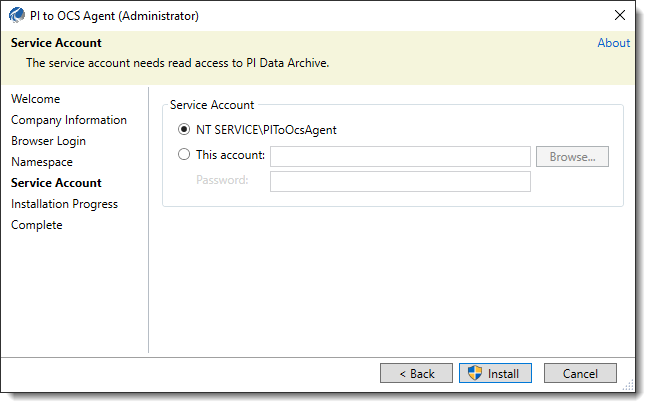 PI to OCS Agent (Administrator)
Service Account
About
The service account needs read access to PI Data Archive.
Welcome
Company Information
Browser Login
Namespace
Service Account
Installation Progress
Complete
Service Account
NT SERVICE\PIToOcsAgent
This account:
Browse...
Password:
< Back
Install
Cancel